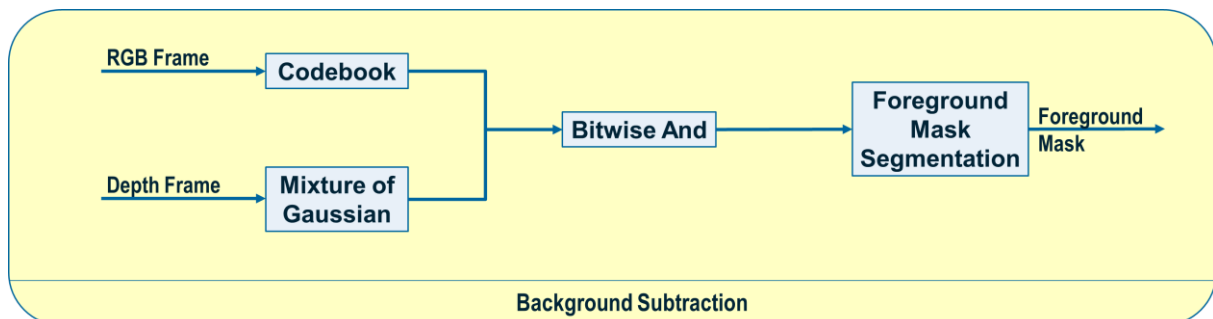 RGB Frame
Codebook
Depth Frame
Mixture of
Gaussian
Bitwise And
Foreground
Mask
Segmentation
Foreground
Mask
Background Subtraction